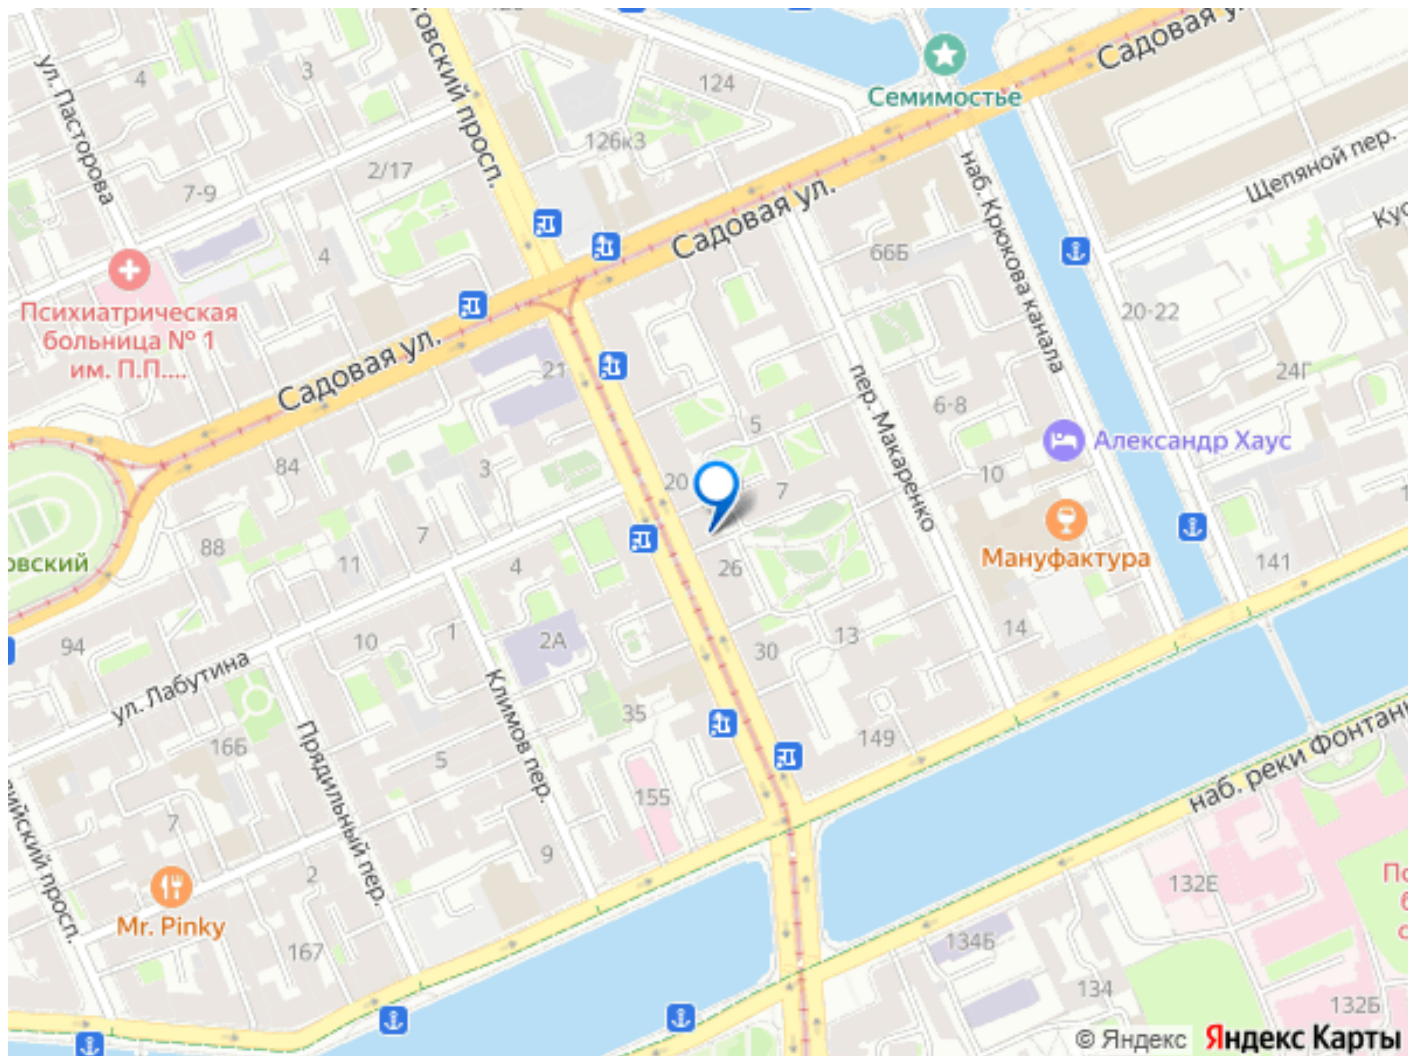 124
Садовая ул.
Семимостье
овский просп.
ул. Пасторова
4
3
126к3
2/17
7-9
4
Щепяной пер.
Кус
наб. Крюкова канала
Садовая ул.
66Б
20-22
Психиатрическая
больница № 1
им. П.П....
Садовая ул.
21
24Г
пер. Макаренко
6-8
5
Александр Хаус
84
3
20
7
10
88
7
11
Мануфактура
овский
4
26
141
94
10
1
2А
30
13
14
ул. Лабутина
Климов пер.
35
149
16Б
5
Прядильный пер.
155
наб. реки Фонтанк
7
ийский просп.
9
2
132Е
Mr. Pinky
167
134Б
134
132Б
© Яндекс Яндекс Карты